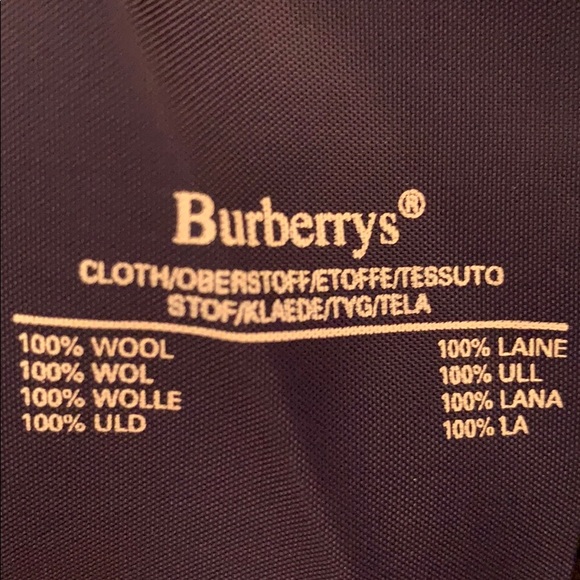 Burberrys®
CLOTH/OBERSTOFF/ETOFFE/TESSUTO
STOF/KLAEDE/TYG/TELA
100% WOOL 100% LAINE
100% WOL 100% ULL
100% WOLLE 100% LANA
100% ULD 100% LA